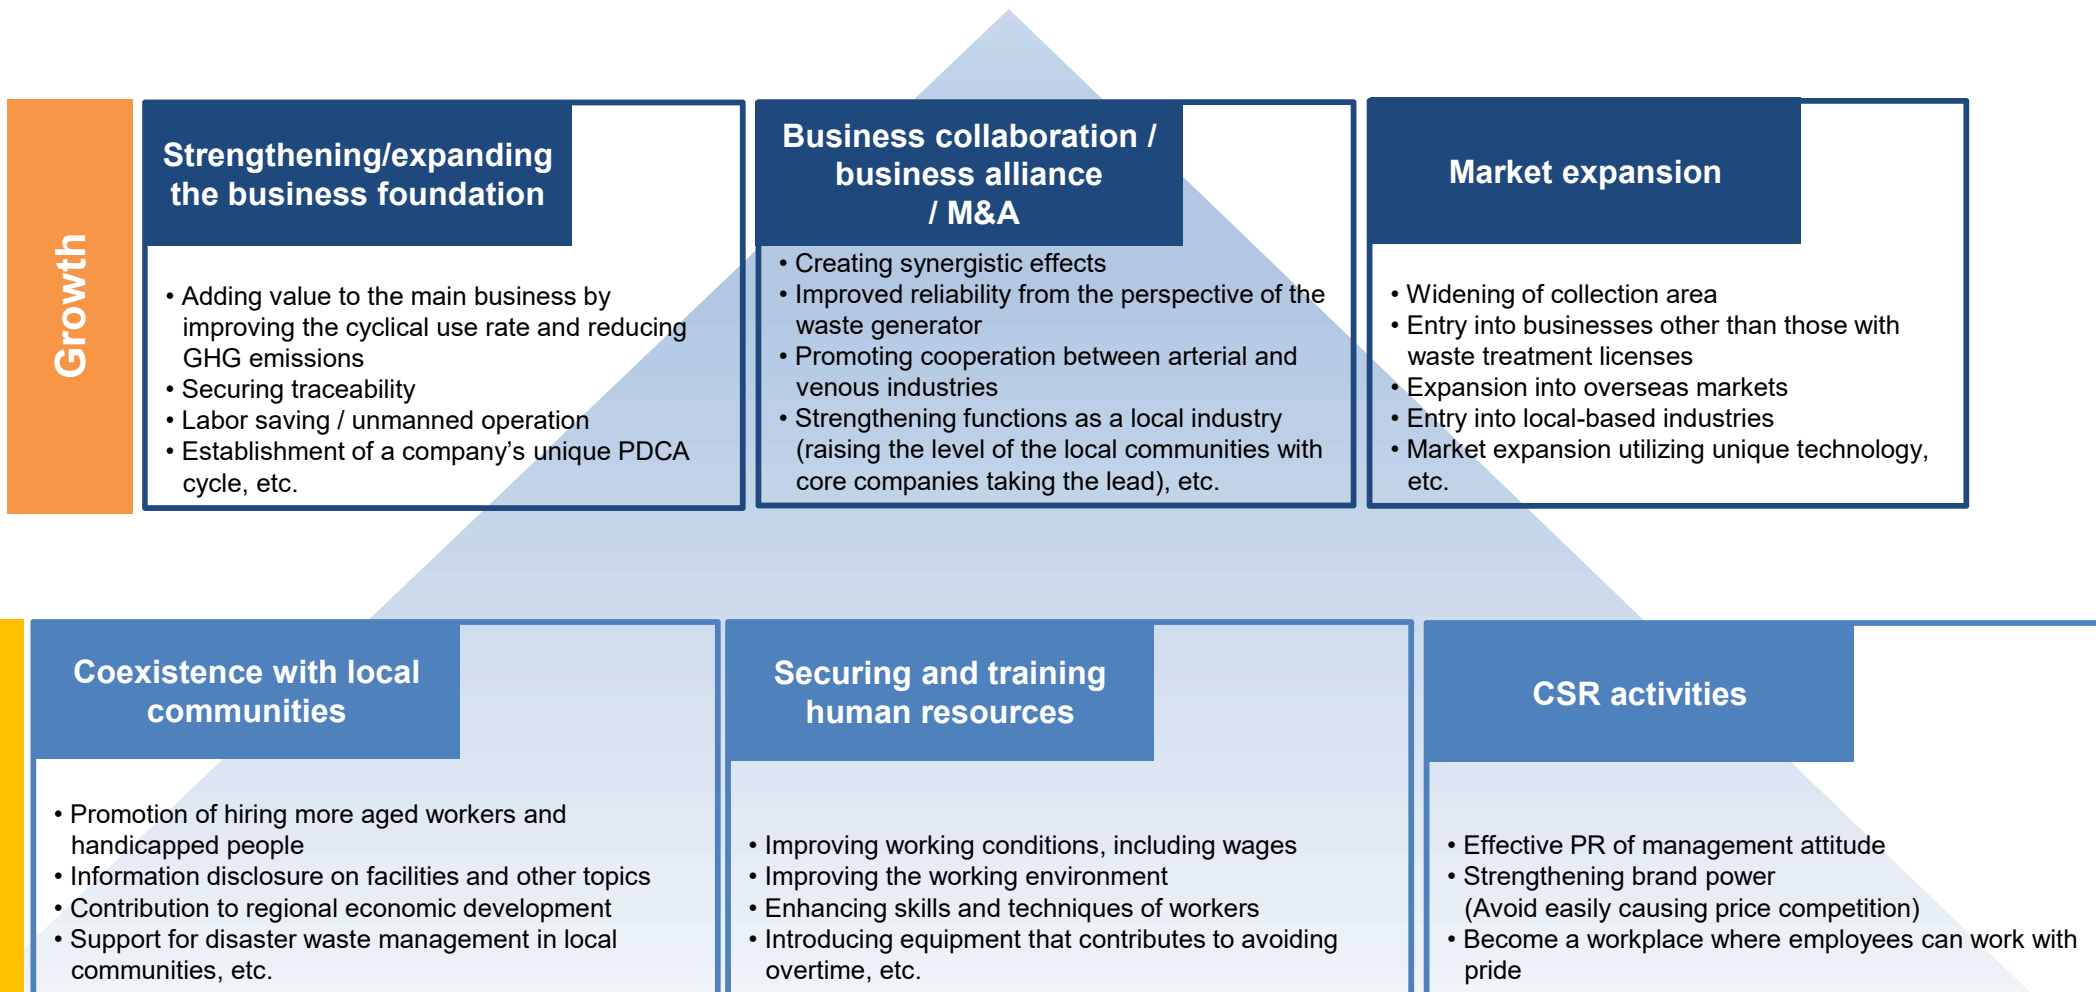 Growth
Strengthening/expanding
the business foundation
• Adding value to the main business by
improving the cyclical use rate and reducing
GHG emissions
• Securing traceability
• Labor saving / unmanned operation
• Establishment of a company’s unique PDCA
cycle, etc.
Business collaboration /
business alliance
/ M&A
• Creating synergistic effects
• Improved reliability from the perspective of the
waste generator
• Promoting cooperation between arterial and
venous industries
• Strengthening functions as a local industry
(raising the level of the local communities with
core companies taking the lead), etc.
Market expansion
• Widening of collection area
• Entry into businesses other than those with
waste treatment licenses
• Expansion into overseas markets
• Entry into local-based industries
• Market expansion utilizing unique technology,
etc.
Coexistence with local
communities
• Promotion of hiring more aged workers and
handicapped people
• Information disclosure on facilities and other topics
• Contribution to regional economic development
• Support for disaster waste management in local
communities, etc.
Securing and training
human resources
• Improving working conditions, including wages
• Improving the working environment
• Enhancing skills and techniques of workers
• Introducing equipment that contributes to avoiding
overtime, etc.
CSR activities
• Effective PR of management attitude
• Strengthening brand power
(Avoid easily causing price competition)
• Become a workplace where employees can work with
pride